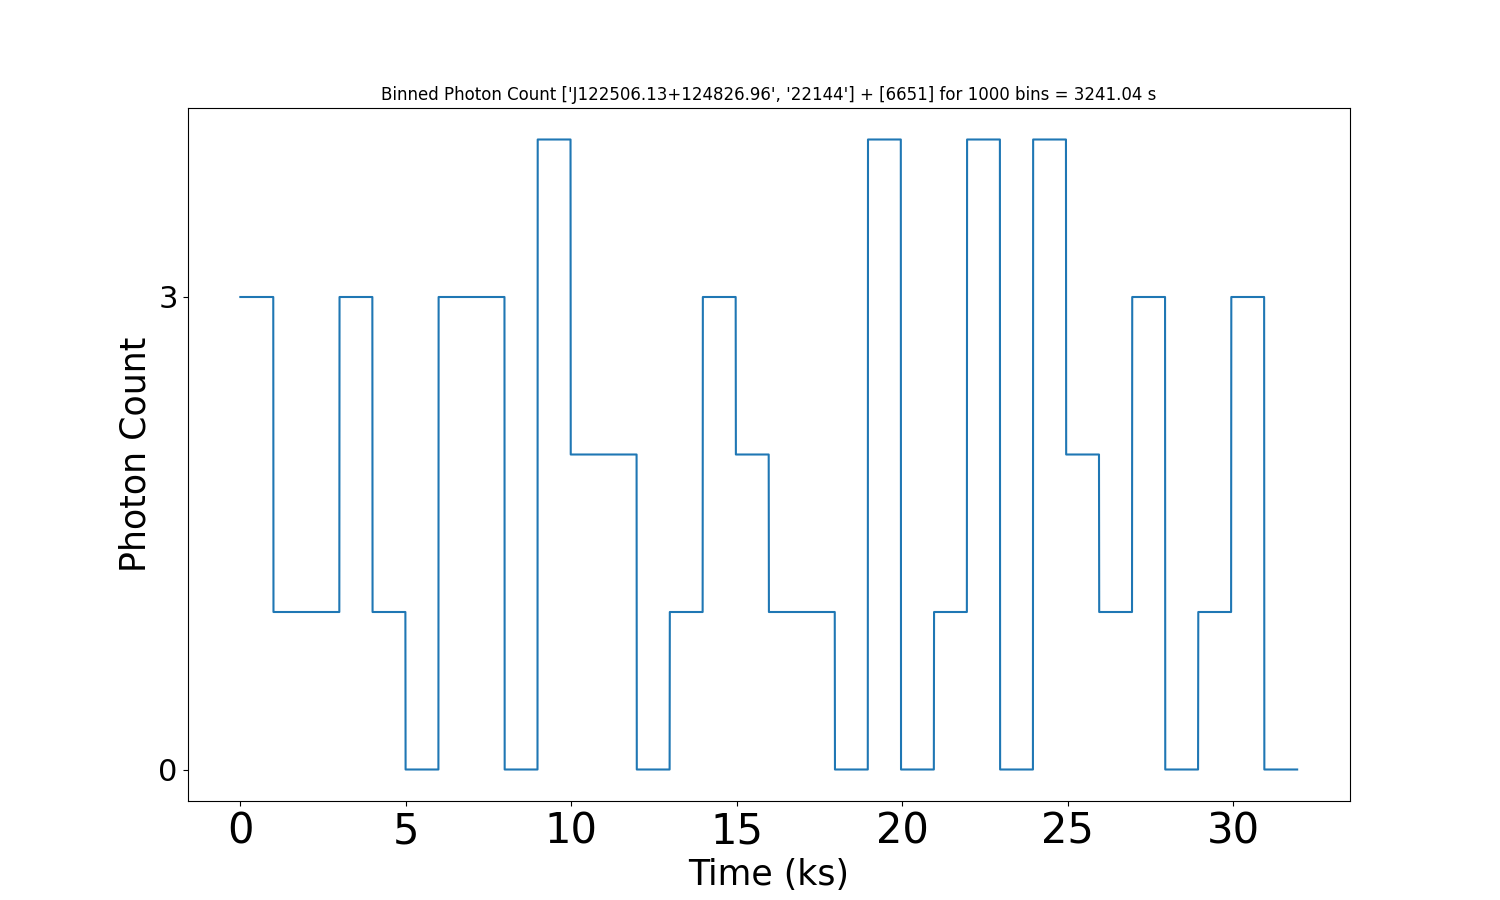 Binned Photon Count ['J122506.13+124826.96', '22144'] + [6651] for 1000 bins = 3241.04 s
Photon Count
3
0
0 5 10 15 20 25 30
Time (ks)